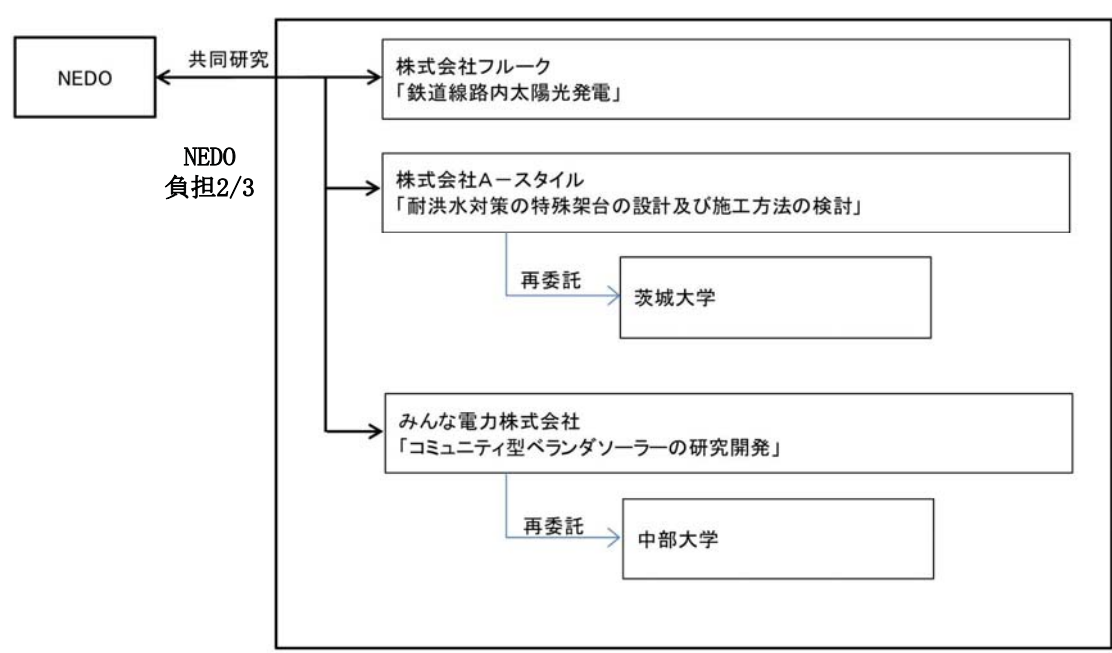 NEDO
共同研究
NEDO
負担2/3
株式会社フルーク
「鉄道線路内太陽光発電」
株式会社A－スタイル
「耐洪水対策の特殊架台の設計及び施工方法の検討」
再委託
茨城大学
みんな電力株式会社
「コミュニティ型ベランダソーラーの研究開発」
再委託
中部大学